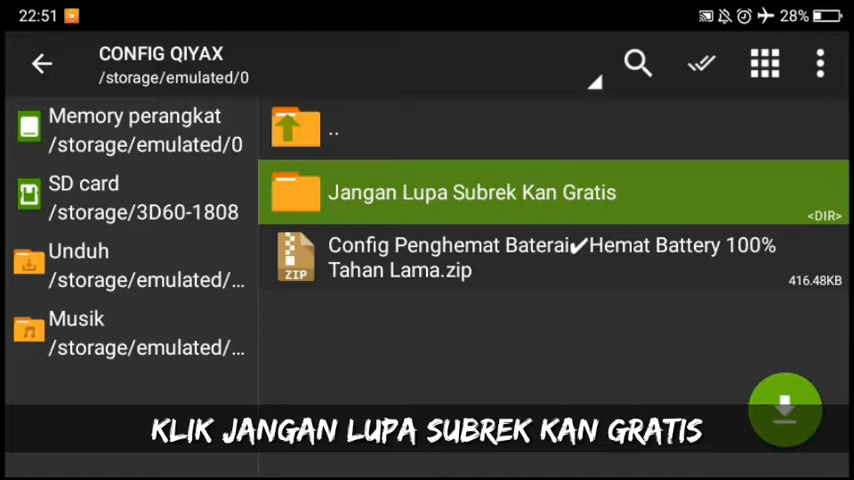 22:51
28%
CONFIG QIYAX
/storage/emulated/0
Memory perangkat
/storage/emulated/0
SD card
/storage/3D60-1808
Unduh
/storage/emulated/...
Musik
/storage/emulated/...
..
Jangan Lupa Subrek Kan Gratis
<DIR>
Config Penghemat Baterai✔Hemat Battery 100%
Tahan Lama.zip
ZIP
416.48KB
KLIK JANGAN LUPA SUBREK KAN GRATIS